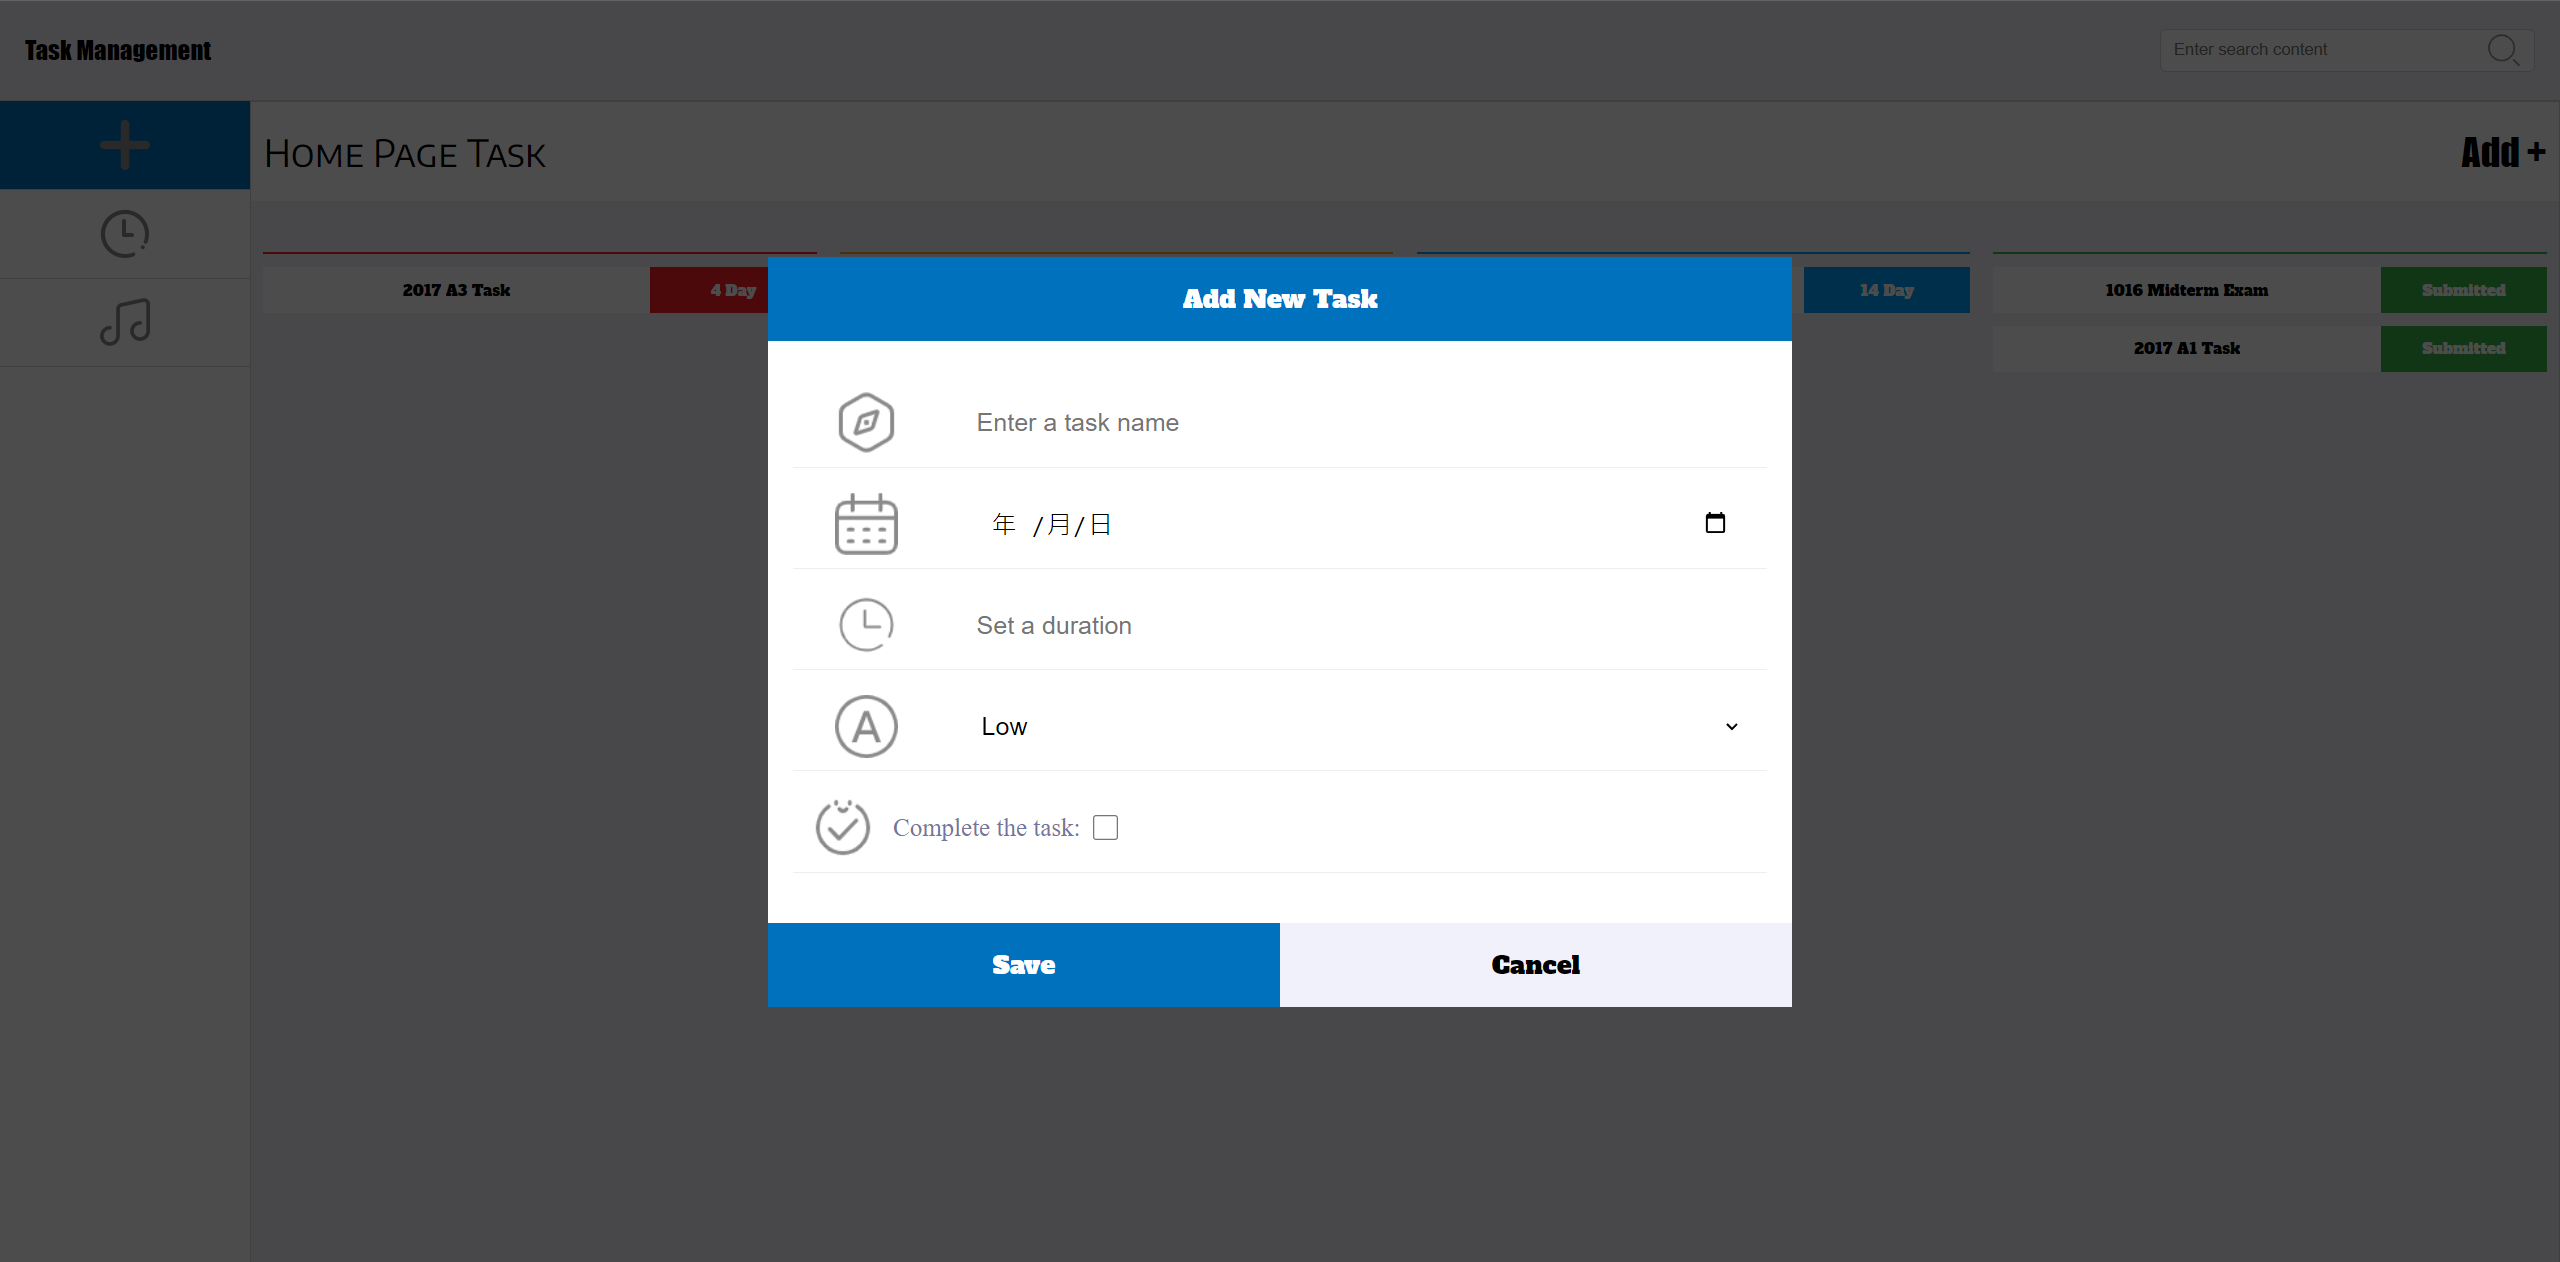 Task Management
Enter search content
Home Page Task
Add +
2017 A3 Task
4 Day
14 Day
1016 Midterm Exam
Submitted
2017 A1 Task
Submitted
Add New Task
Enter a task name
年 /月/日
Set a duration
A
Low
Complete the task:
Save
Cancel